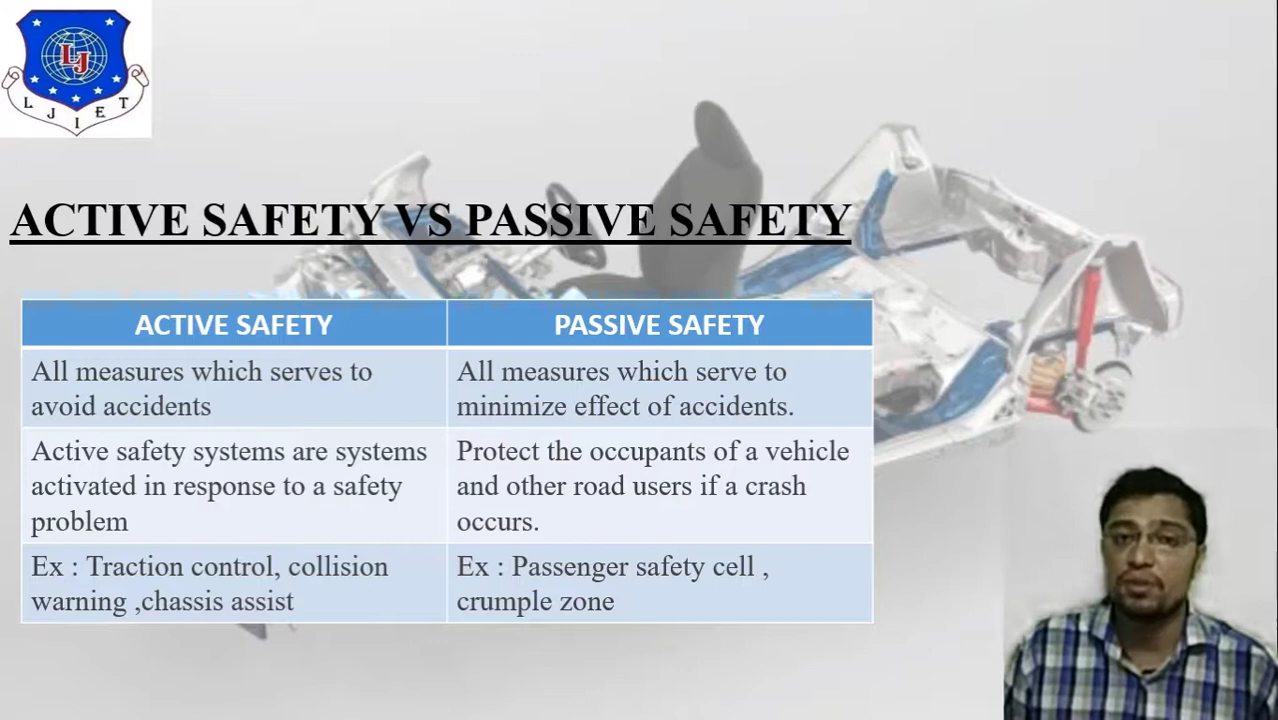 LJ
LJIET
ACTIVE SAFETY VS PASSIVE SAFETY
ACTIVE SAFETY
PASSIVE SAFETY
All measures which serves to
avoid accidents
All measures which serve to
minimize effect of accidents.
Active safety systems are systems
activated in response to a safety
problem
Protect the occupants of a vehicle
and other road users if a crash
occurs.
Ex : Traction control, collision
warning ,chassis assist
Ex : Passenger safety cell ,
crumple zone